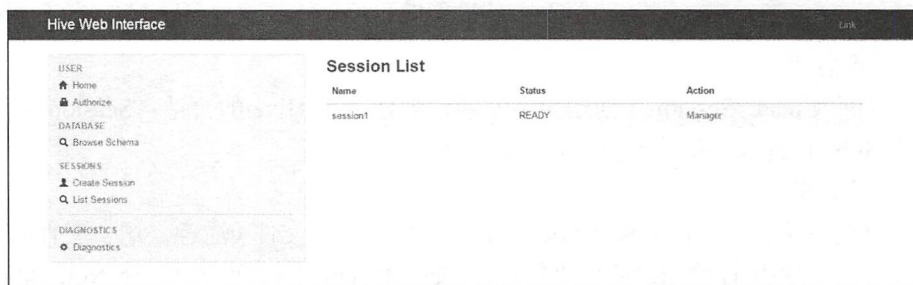 Hive Web Interface
Link
USER
Home
Authorize
DATABASE
Browse Schema
SESSIONS
Create Session
List Sessions
DIAGNOSTICS
Diagnostics
Session List
Name Status Action
session1 READY Manager